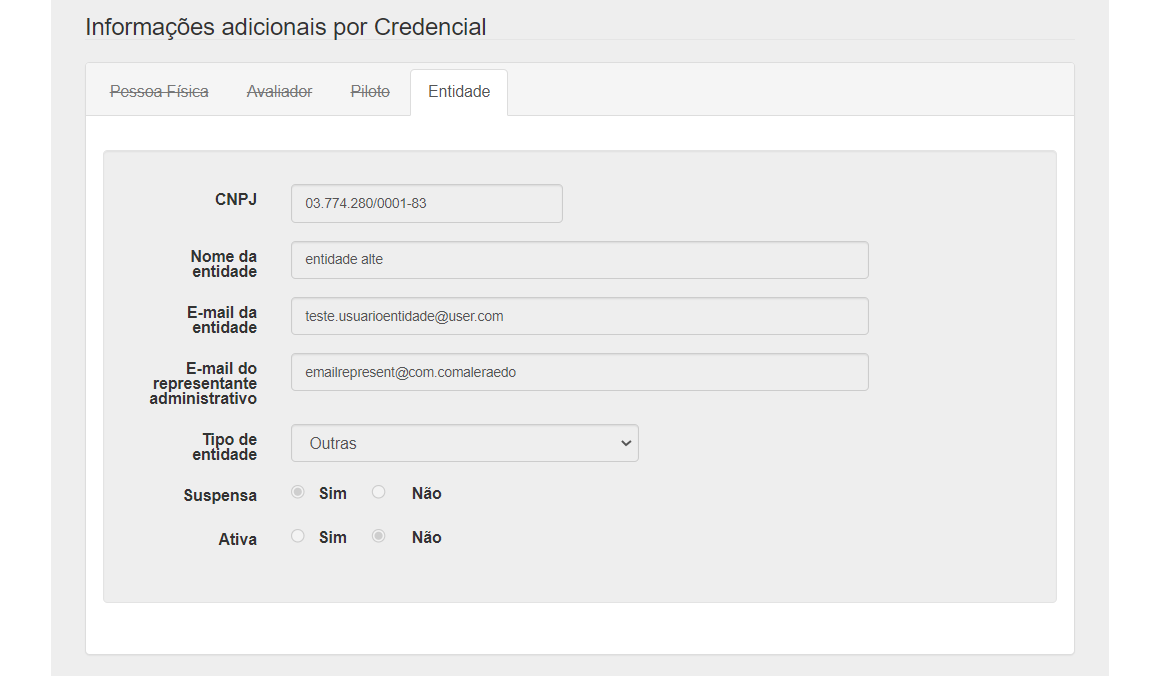 Informações adicionais por Credencial
Pessoa Física Avaliador Piloto Entidade
CNPJ 03.774.280/0001-83
Nome da
entidade
entidade alte
E-mail da
entidade
teste.usuarioentidade@user.com
E-mail do
representante
administrativo
emailrepresent@com.comaleraedo
Tipo de
entidade
Outras
Suspensa Sim Não
Ativa Sim Não